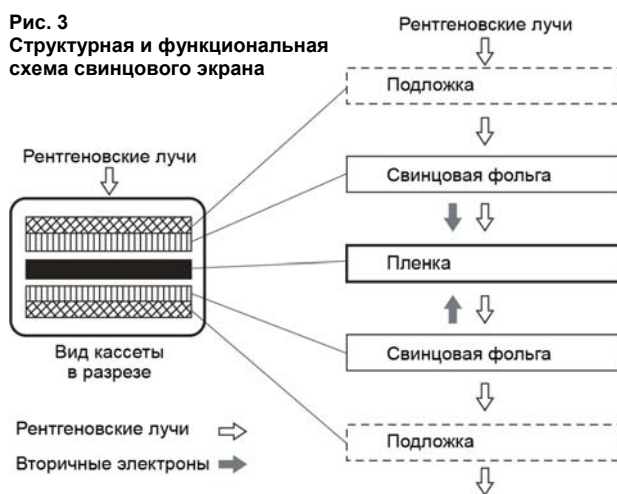 Рис. 3
Структурная и функциональная
схема свинцового экрана
Рентгеновские лучи
Подложка
Рентгеновские лучи
Свинцовая фольга
Пленка
Свинцовая фольга
Вид кассеты
в разрезе
Рентгеновские лучи
Подложка
Вторичные электроны